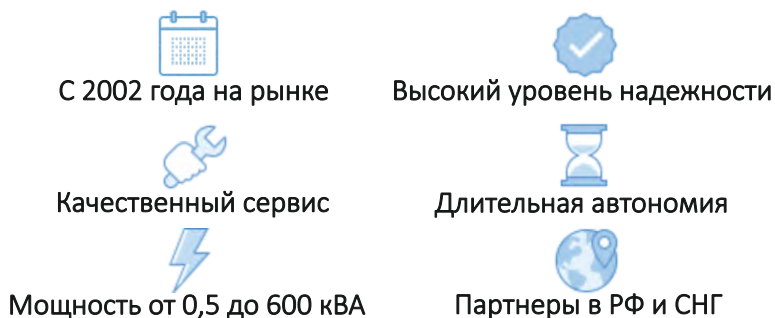 С 2002 года на рынке
Высокий уровень надежности
Качественный сервис
Длительная автономия
Мощность от 0,5 до 600 кВА
Партнеры в РФ и СНГ